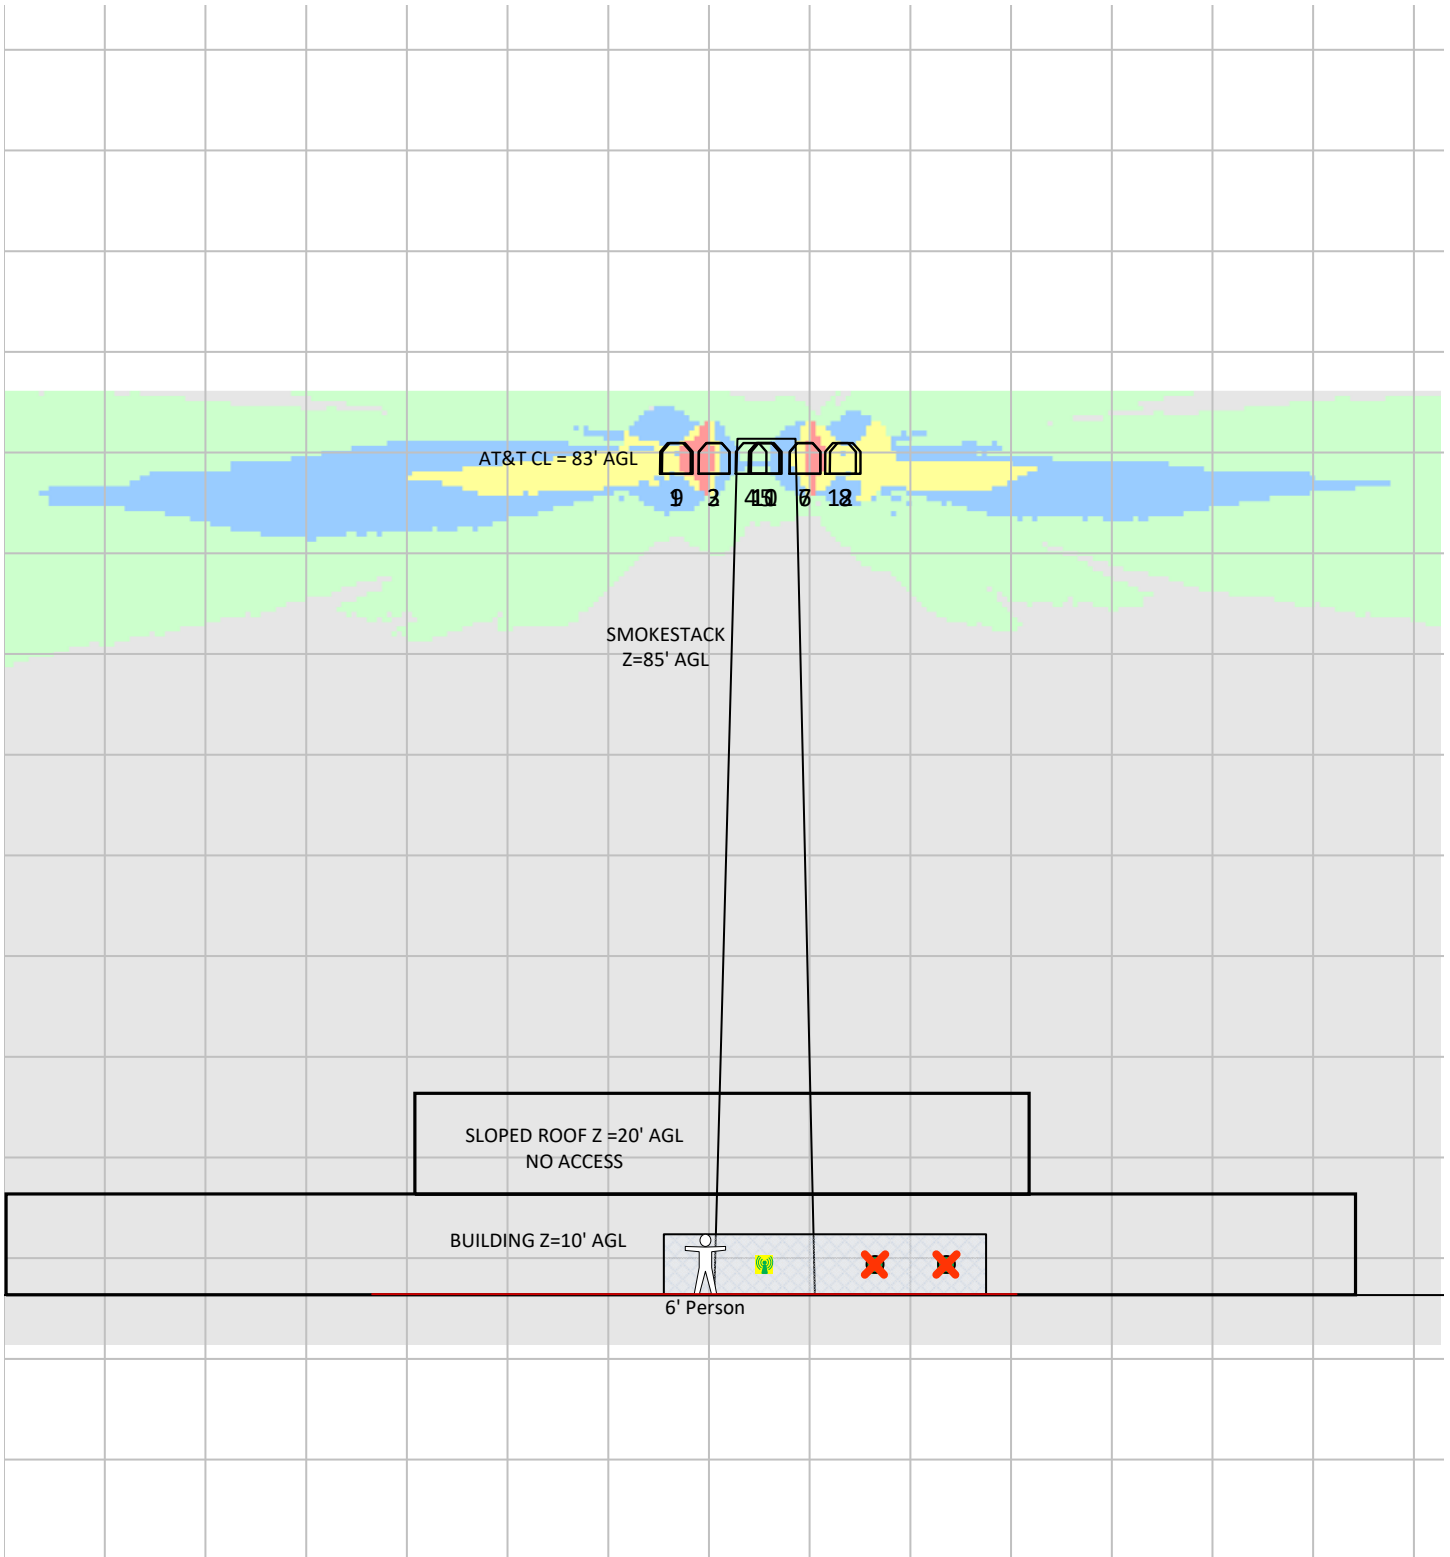 AT&T CL = 83' AGL
SMOKESTACK
Z=85' AGL
SLOPED ROOF Z =20' AGL
NO ACCESS
BUILDING Z=10' AGL
6' Person